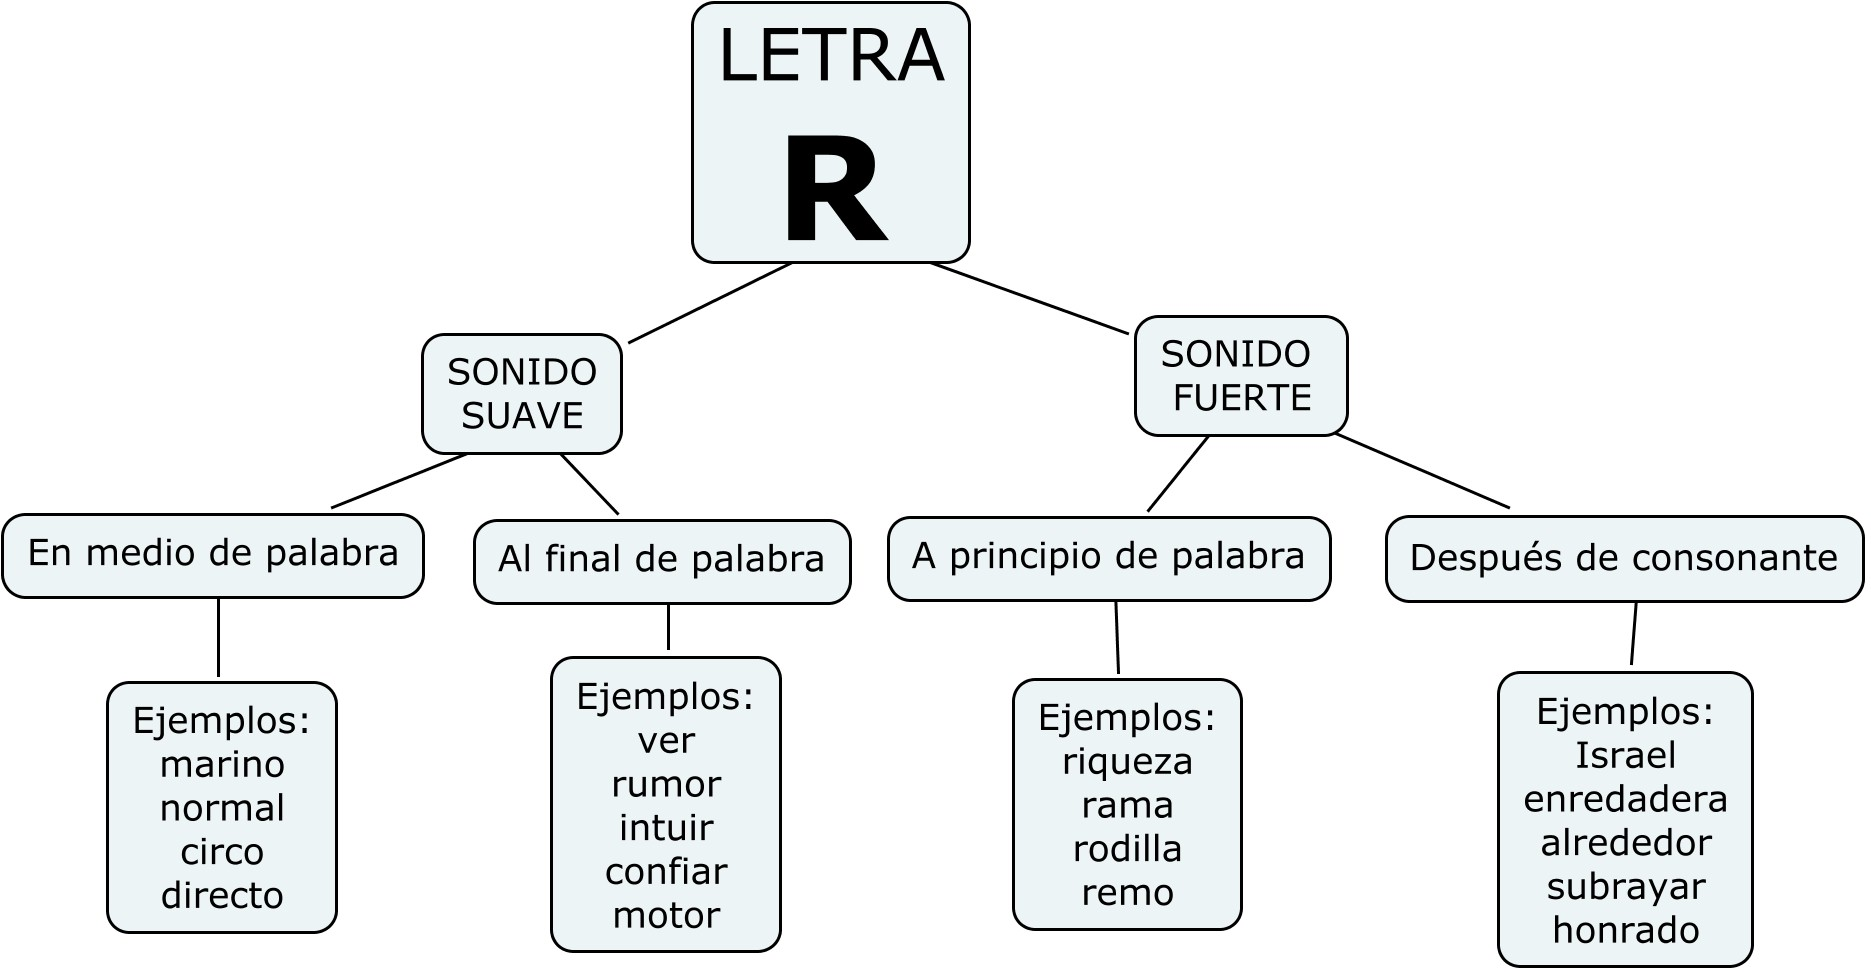 LETRA
R
SONIDO
SUAVE
SONIDO
FUERTE
En medio de palabra
Al final de palabra
A principio de palabra
Después de consonante
Ejemplos:
marino
normal
circo
directo
Ejemplos:
ver
rumor
intuir
confiar
motor
Ejemplos:
riqueza
rama
rodilla
remo
Ejemplos:
Israel
enredadera
alrededor
subrayar
honrado